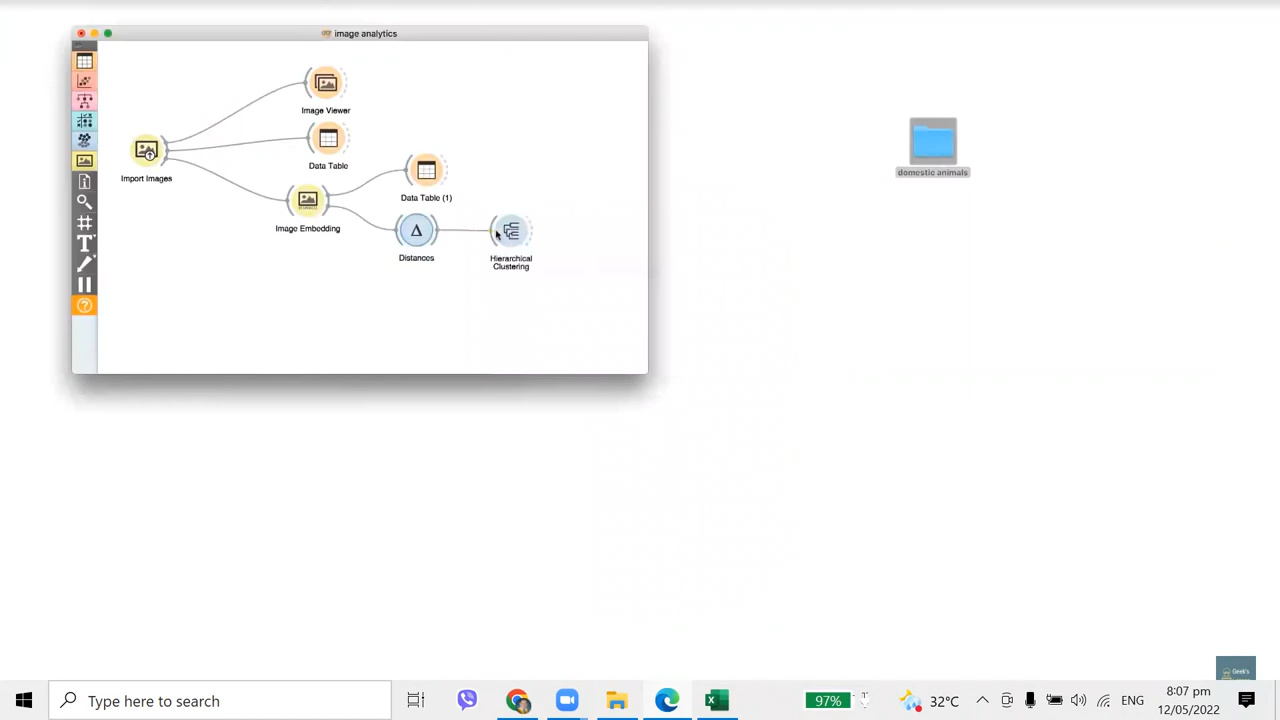 image analytics
Image Viewer
Import Images
Data Table
Data Table (1)
Image Embedding
Distances
Hierarchical
Clustering
domestic animals
Geek's
Type here to search
97%
32°C
ENG
8:07 pm
12/05/2022